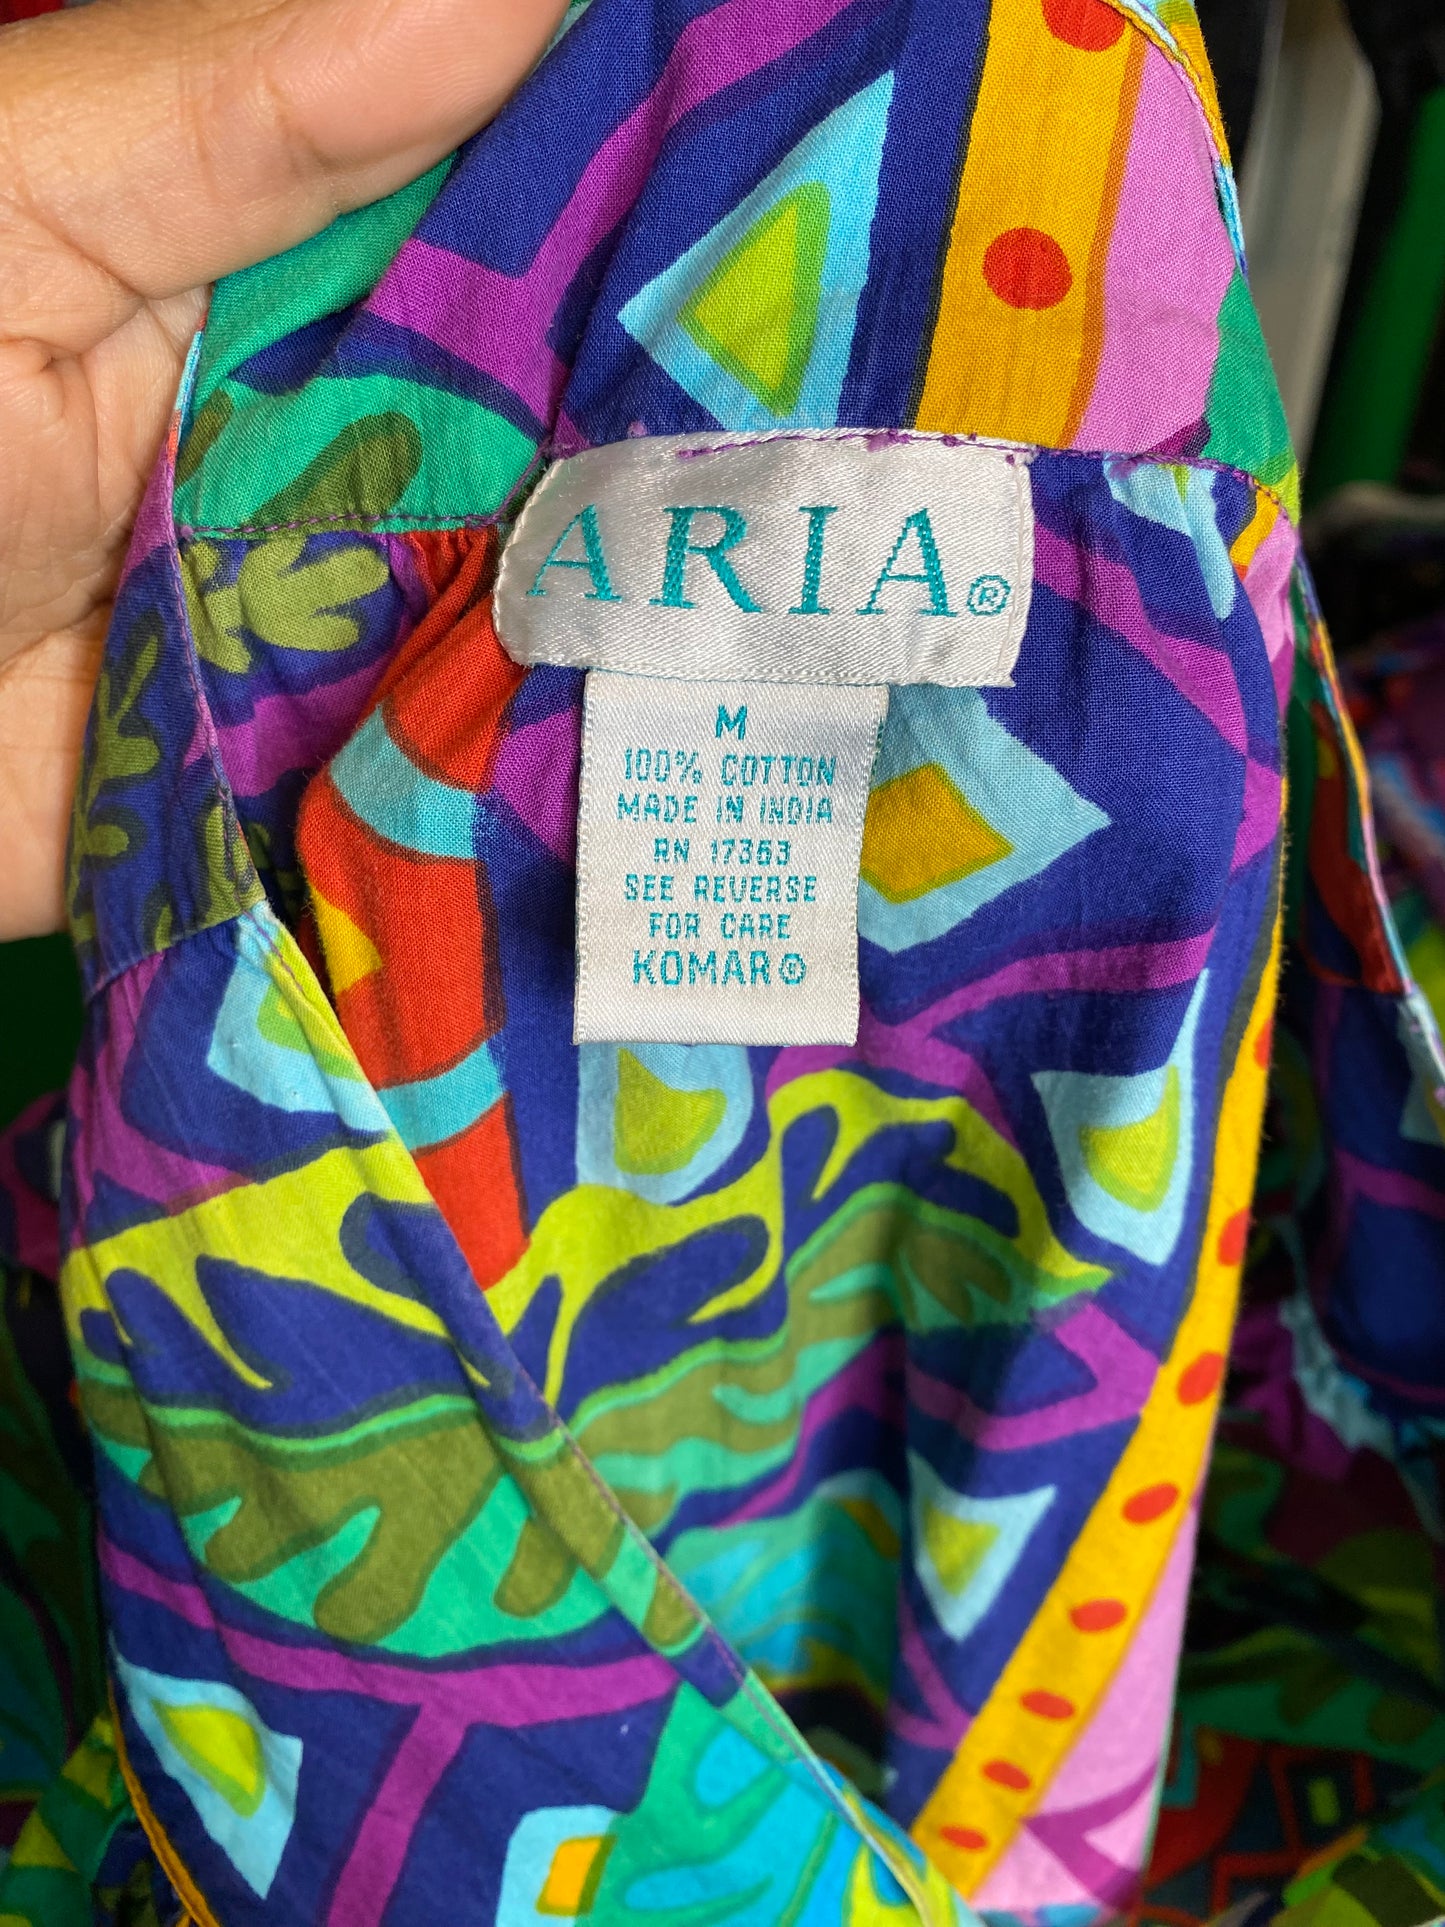 ARIA®
M
100% COTTON
MADE IN INDIA
RN 17363
SEE REVERSE
FOR CARE
KOMAR®